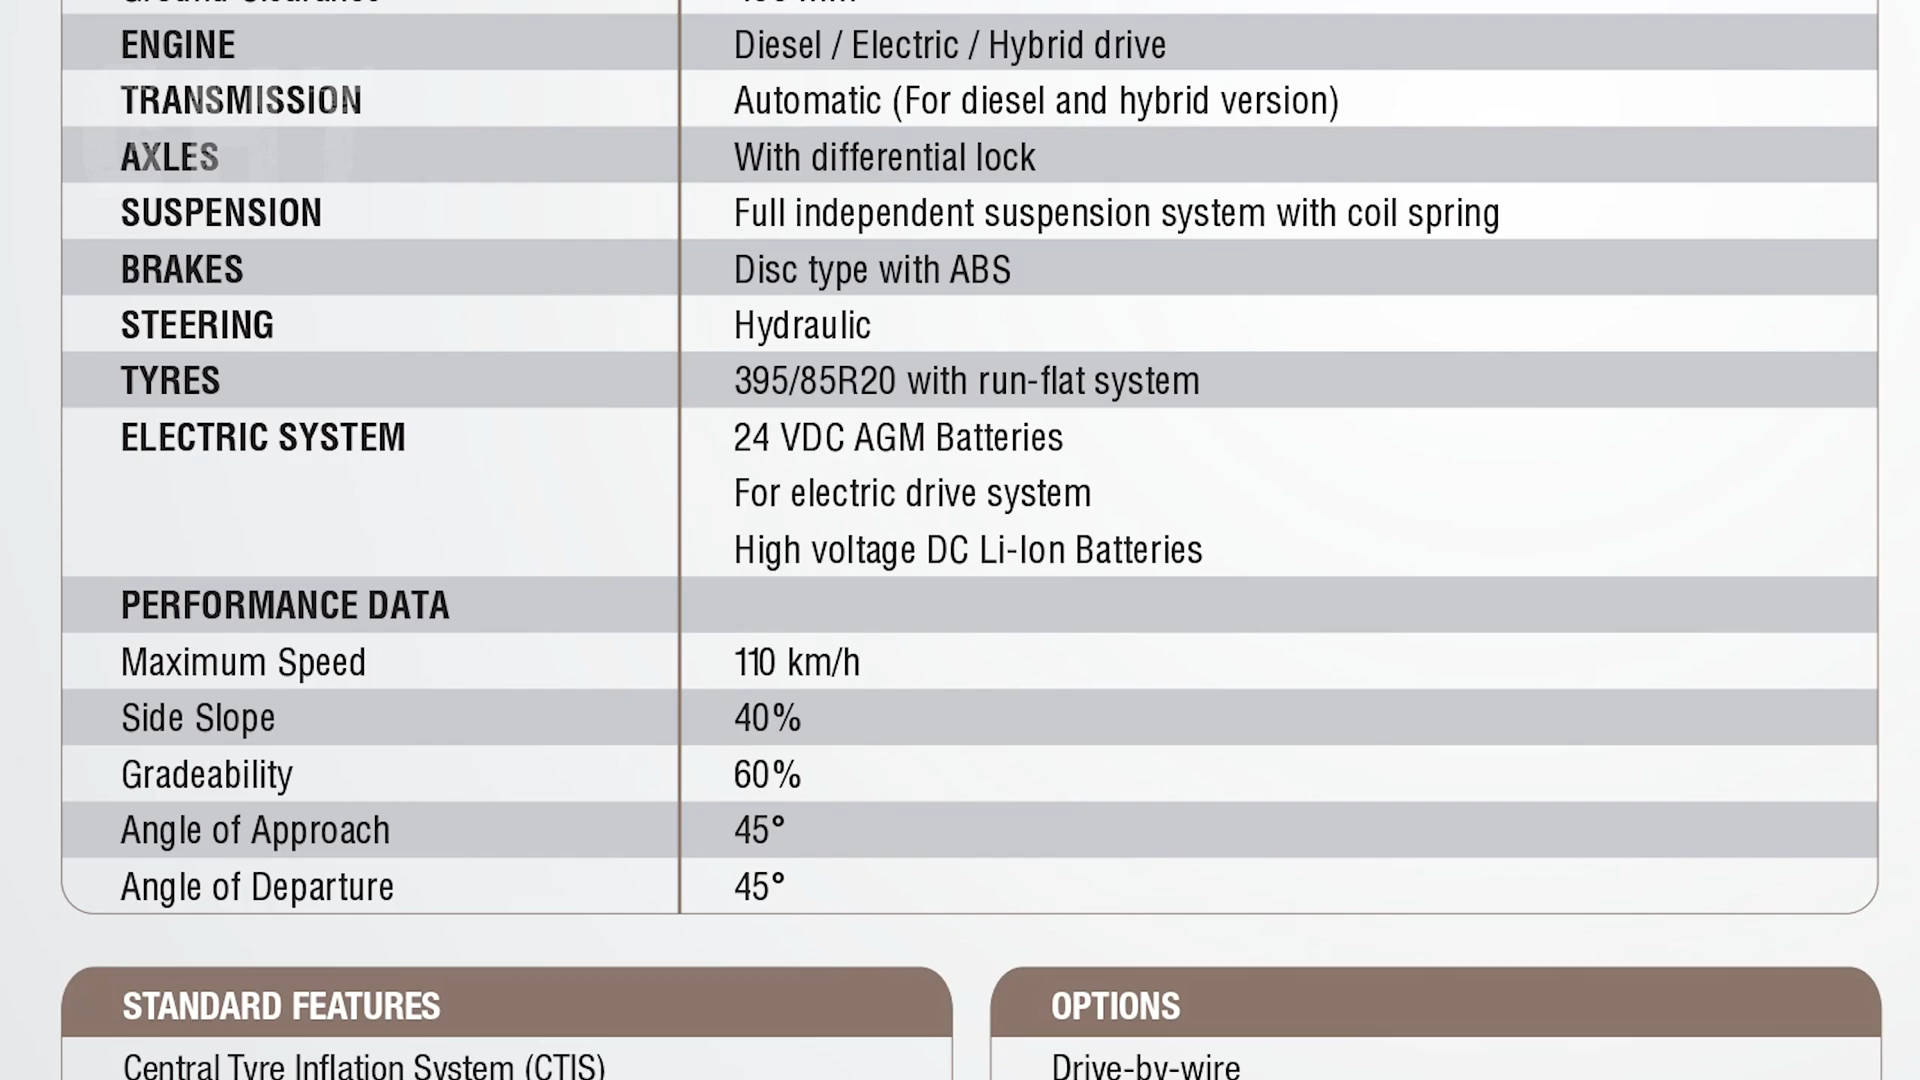 ENGINE Diesel / Electric / Hybrid drive
TRANSMISSION Automatic (For diesel and hybrid version)
AXLES With differential lock
SUSPENSION Full independent suspension system with coil spring
BRAKES Disc type with ABS
STEERING Hydraulic
TYRES 395/85R20 with run-flat system
ELECTRIC SYSTEM 24 VDC AGM Batteries
For electric drive system
High voltage DC Li-Ion Batteries
PERFORMANCE DATA
Maximum Speed 110 km/h
Side Slope 40%
Gradeability 60%
Angle of Approach 45°
Angle of Departure 45°
STANDARD FEATURES
Central Tyre Inflation System (CTIS)
OPTIONS
Drive-by-wire